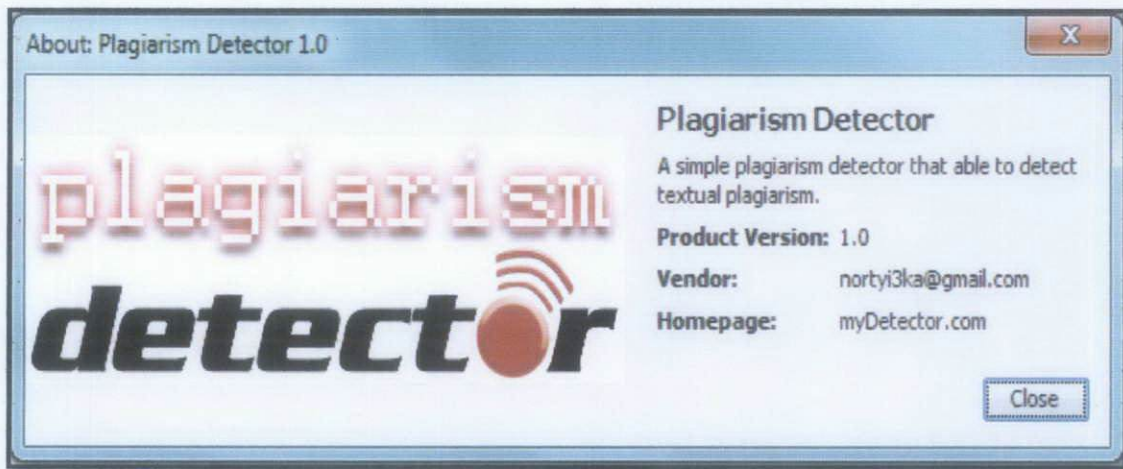 About: Plagiarism Detector 1.0
x
plagiarism
detector
Plagiarism Detector
A simple plagiarism detector that able to detect
textual plagiarism.
Product Version: 1.0
Vendor: nortyi3ka@gmail.com
Homepage: myDetector.com
Close